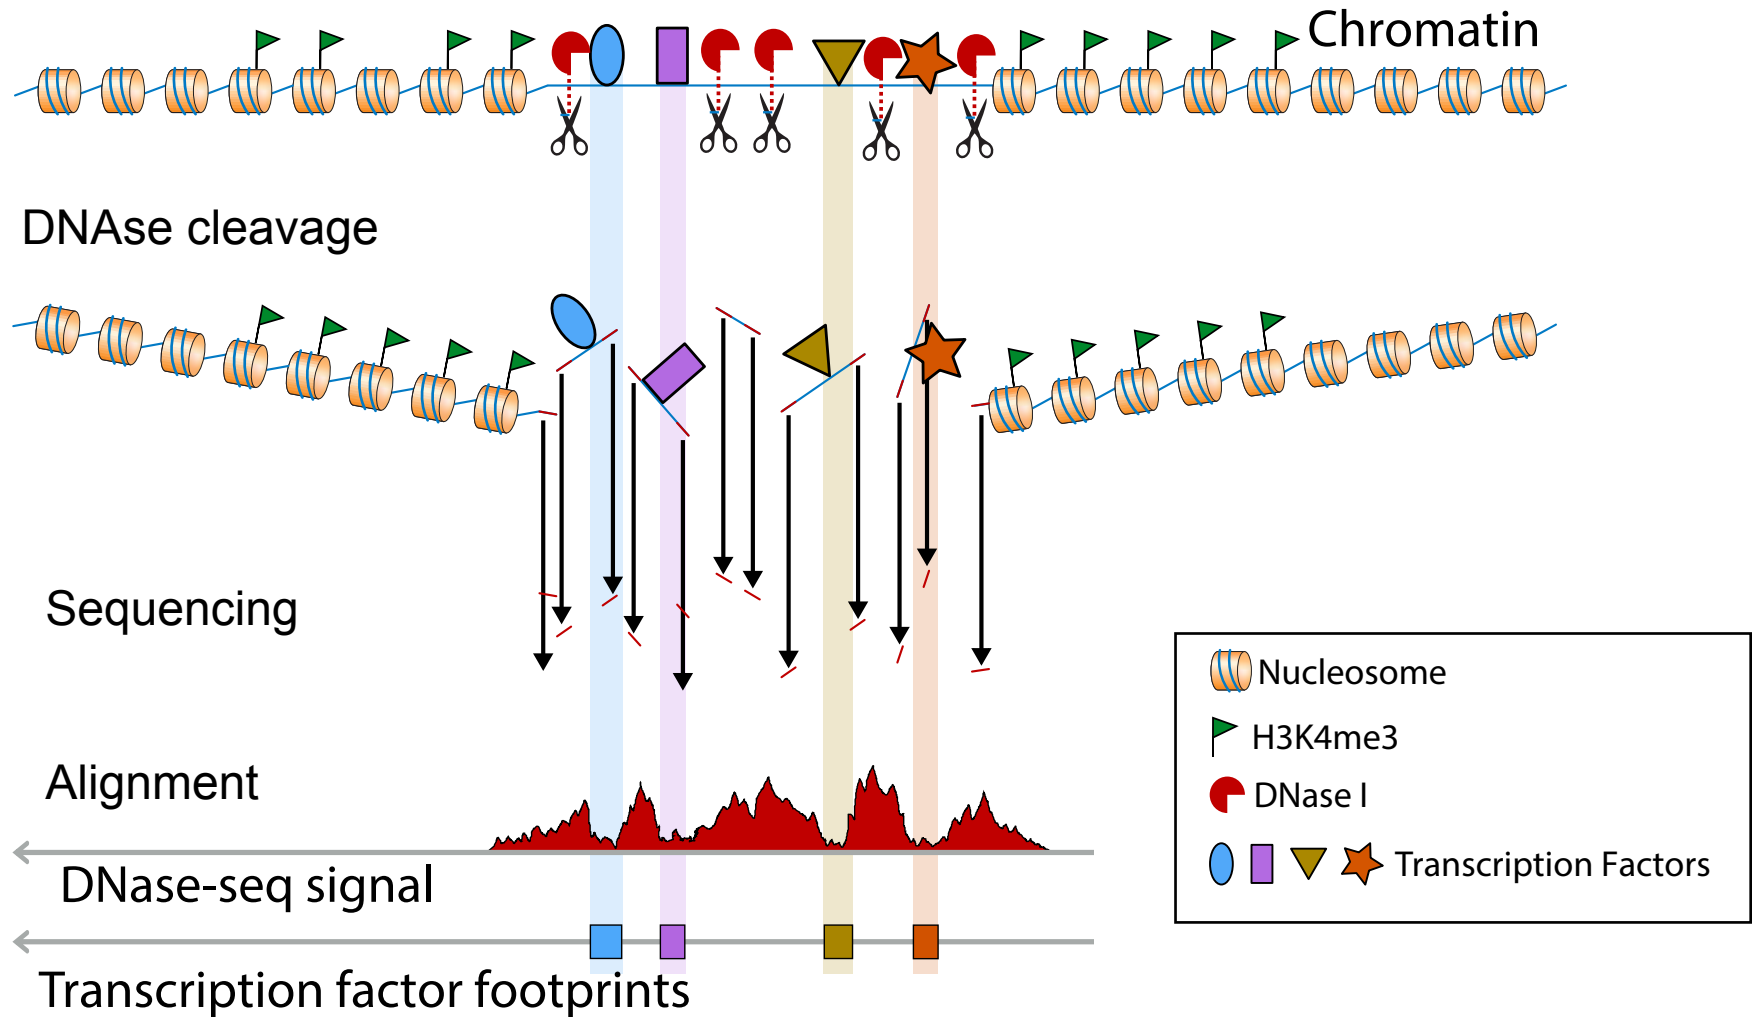 Chromatin
DNAse cleavage
Sequencing
Nucleosome
H3K4me3
Alignment
DNase I
DNase-seq signal
Transcription Factors
Transcription factor footprints